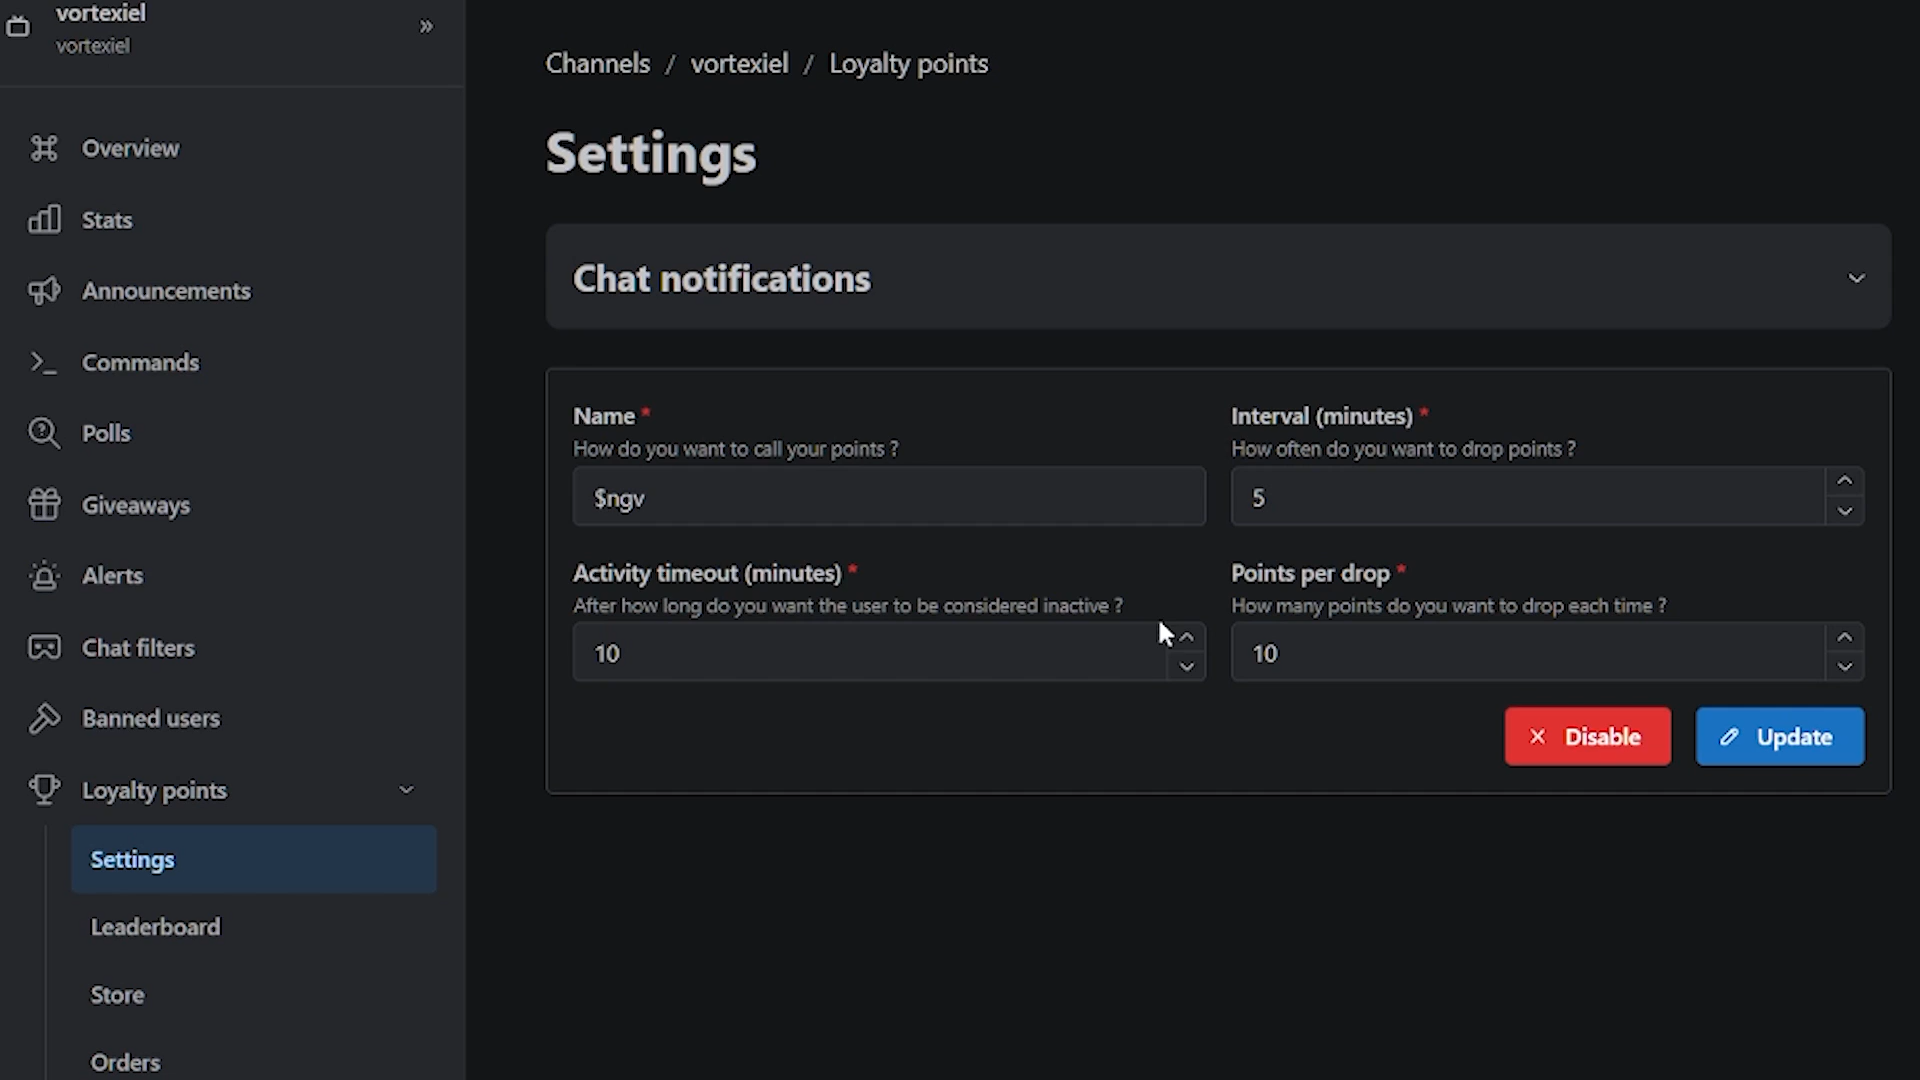 vortexiel
vortexiel
Overview
Stats
Announcements
Commands
Polls
Giveaways
Alerts
Chat filters
Banned users
Loyalty points
Settings
Leaderboard
Store
Orders
Channels / vortexiel / Loyalty points
Settings
Chat notifications
Name *
How do you want to call your points ?
$ngv
Interval (minutes) *
How often do you want to drop points ?
5
Activity timeout (minutes) *
After how long do you want the user to be considered inactive ?
10
Points per drop *
How many points do you want to drop each time ?
10
Disable
Update